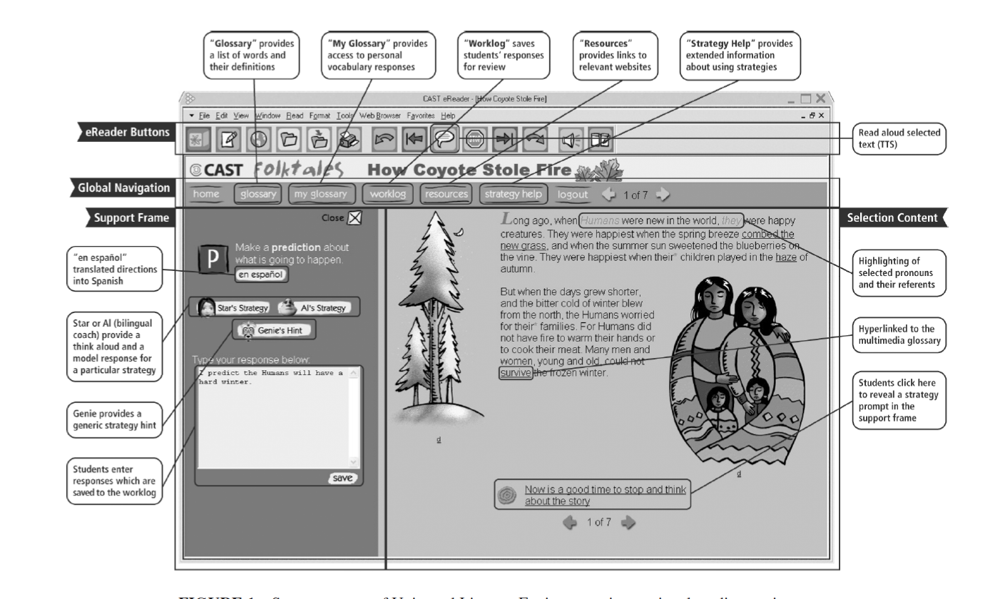 “Glossary” provides
a list of words and
their definitions
“My Glossary” provides
access to personal
vocabulary responses
“Worklog” saves
students’ responses
for review
“Resources”
provides links to
relevant websites
“Strategy Help” provides
extended information
about using strategies
CAST eReader - [How Coyote Stole Fire]
File Edit View Window Read Format Tools Web Browser Favorites Help
eReader Buttons
STOP
Read aloud selected
text (TTS)
CAST folktales How Coyote Stole Fire
Global Navigation
home glossary my glossary worklog resources strategy help logout 1 of 7
Support Frame
Close
Selection Content
P
Make a prediction about
what is going to happen.
en español
“en español”
translated directions
into Spanish
Star's Strategy Al's Strategy
Genie's Hint
Star or Al (bilingual
coach) provide a
think aloud and a
model response for
a particular strategy
Type your response below:
I predict the Humans will have a
hard winter.
Genie provides a
generic strategy hint
save
Students enter
responses which are
saved to the worklog
Long ago, when Humans were new in the world, they were happy
creatures. They were happiest when the spring breeze combed the
new grass, and when the summer sun sweetened the blueberries on
the vine. They were happiest when their children played in the haze of
autumn.
But when the days grew shorter,
and the bitter cold of winter blew
from the north, the Humans worried
for their families. For Humans did
not have fire to warm their hands or
to cook their meat. Many men and
women, young and old, could not
survive the frozen winter.
d
d
Now is a good time to stop and think
about the story
1 of 7
Highlighting of
selected pronouns
and their referents
Hyperlinked to the
multimedia glossary
Students click here
to reveal a strategy
prompt in the
support frame